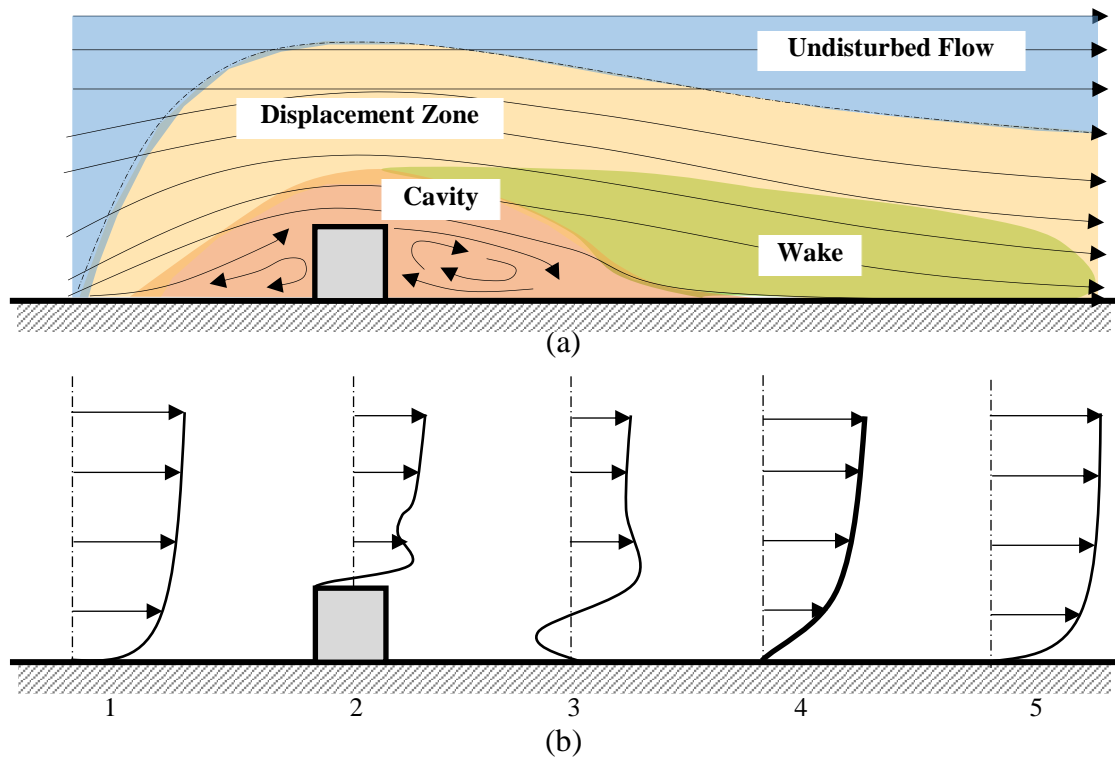 Undisturbed Flow
Displacement Zone
Cavity
Wake
(a)
1 2 3 4 5
(b)